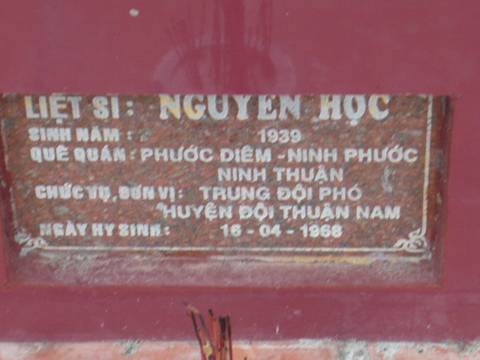 LIỆT SĨ: NGUYỄN HỌC
SINH NĂM: 1939
QUÊ QUÁN: PHƯỚC DIÊM - NINH PHƯỚC
NINH THUẬN
CHỨC VỤ, ĐƠN VỊ: TRUNG ĐỘI PHÓ
HUYỆN ĐỘI THUẬN NAM
NGÀY HY SINH: 16 - 04 - 1968